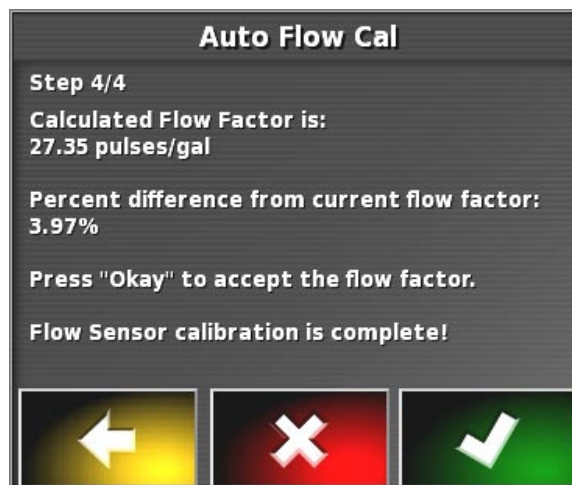 Auto Flow Cal
Step 4/4
Calculated Flow Factor is:
27.35 pulses/gal
Percent difference from current flow factor:
3.97%
Press "Okay" to accept the flow factor.
Flow Sensor calibration is complete!